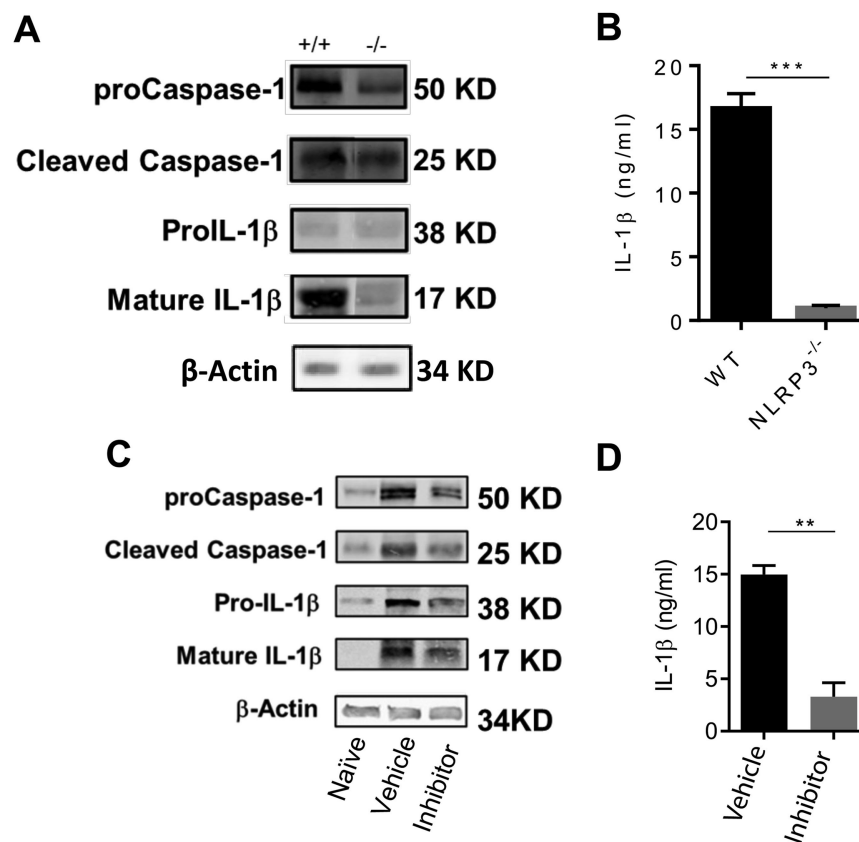 A
+/+ -/-
proCaspase-1 50 KD
Cleaved Caspase-1 25 KD
ProIL-1β 38 KD
Mature IL-1β 17 KD
β-Actin 34 KD
B
IL-1β (ng/ml)
20
15
10
5
0
***
WT
NLRP3-/-
C
proCaspase-1 50 KD
Cleaved Caspase-1 25 KD
Pro-IL-1β 38 KD
Mature IL-1β 17 KD
β-Actin 34KD
Naïve
Vehicle
Inhibitor
D
IL-1β (ng/ml)
20
15
10
5
0
**
Vehicle
Inhibitor